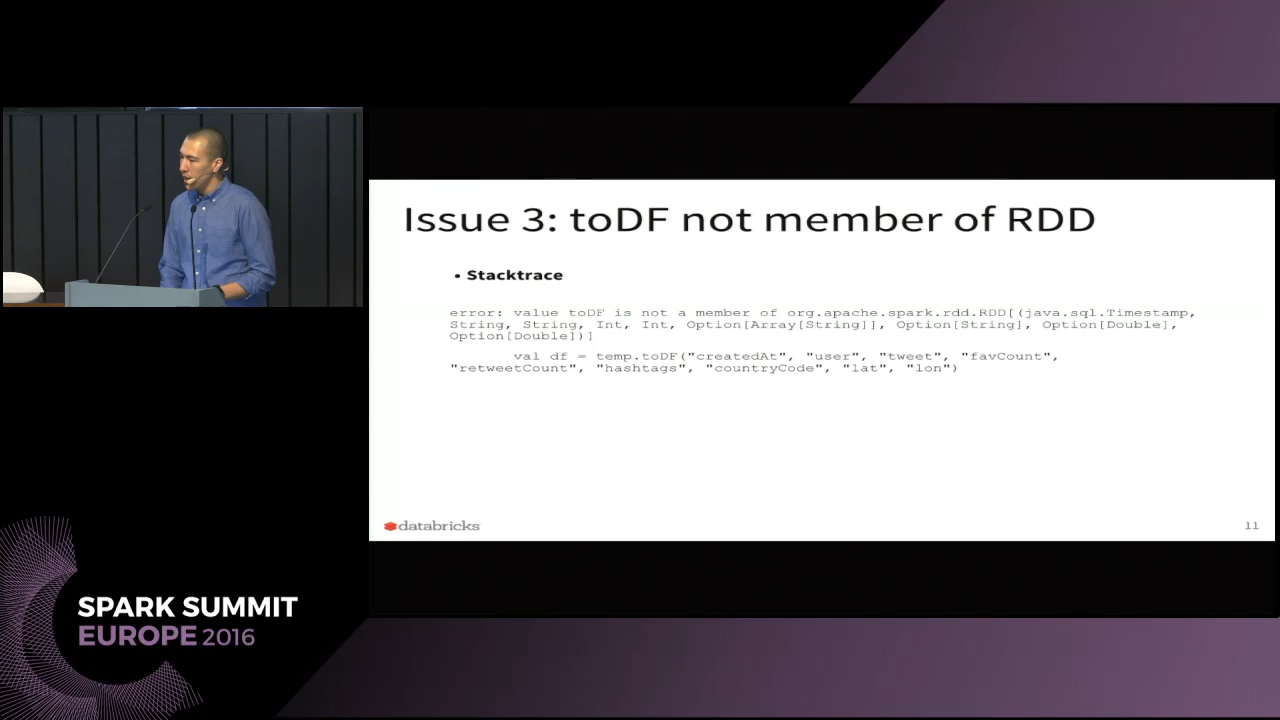 Issue 3: toDF not member of RDD
• Stacktrace
error: value toDF is not a member of org.apache.spark.rdd.RDD[(java.sql.Timestamp,
String, String, Int, Int, Option[Array[String]], Option[String], Option[Double],
Option[Double])]
val df = temp.toDF("createdAt", "user", "tweet", "favCount",
"retweetCount", "hashtags", "countryCode", "lat", "lon")
databricks
11
SPARK SUMMIT
EUROPE 2016